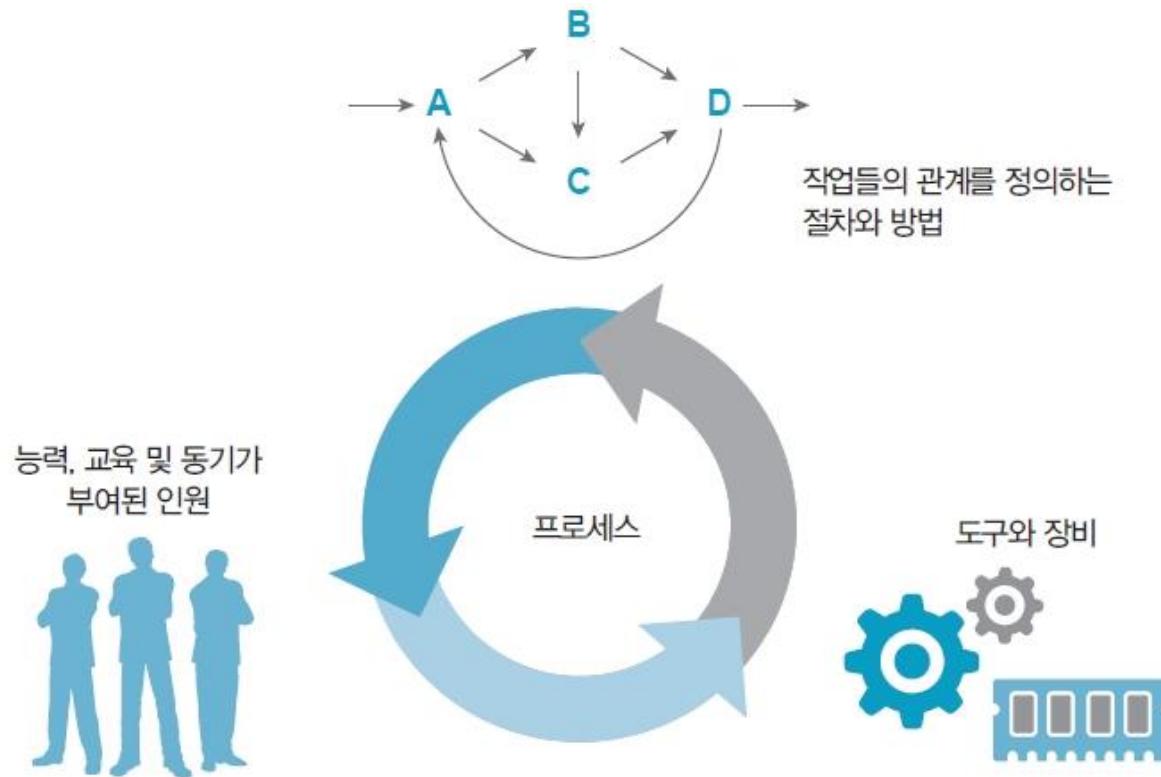 B
A
D
C
작업들의 관계를 정의하는
절차와 방법
능력, 교육 및 동기가
부여된 인원
프로세스
도구와 장비